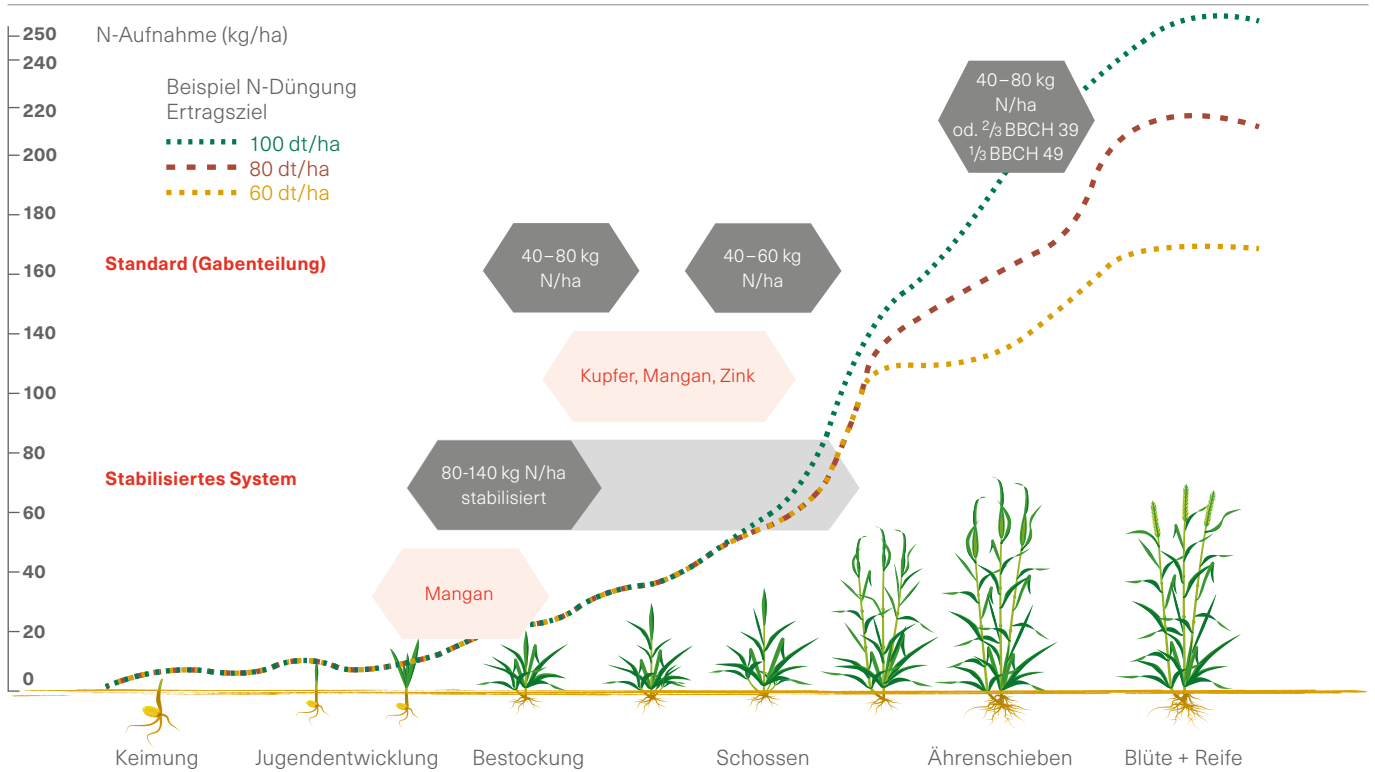 250
N-Aufnahme (kg/ha)
240
220
200
180
160
140
120
100
80
60
40
20
0
Beispiel N-Düngung
Ertragsziel
100 dt/ha
80 dt/ha
60 dt/ha
40–80 kg
N/ha
od. 2/3 BBCH 39
1/3 BBCH 49
Standard (Gabenteilung)
40–80 kg
N/ha
40–60 kg
N/ha
Kupfer, Mangan, Zink
Stabilisiertes System
80-140 kg N/ha
stabilisiert
Mangan
Keimung
Jugendentwicklung
Bestockung
Schossen
Ährenschieben
Blüte + Reife